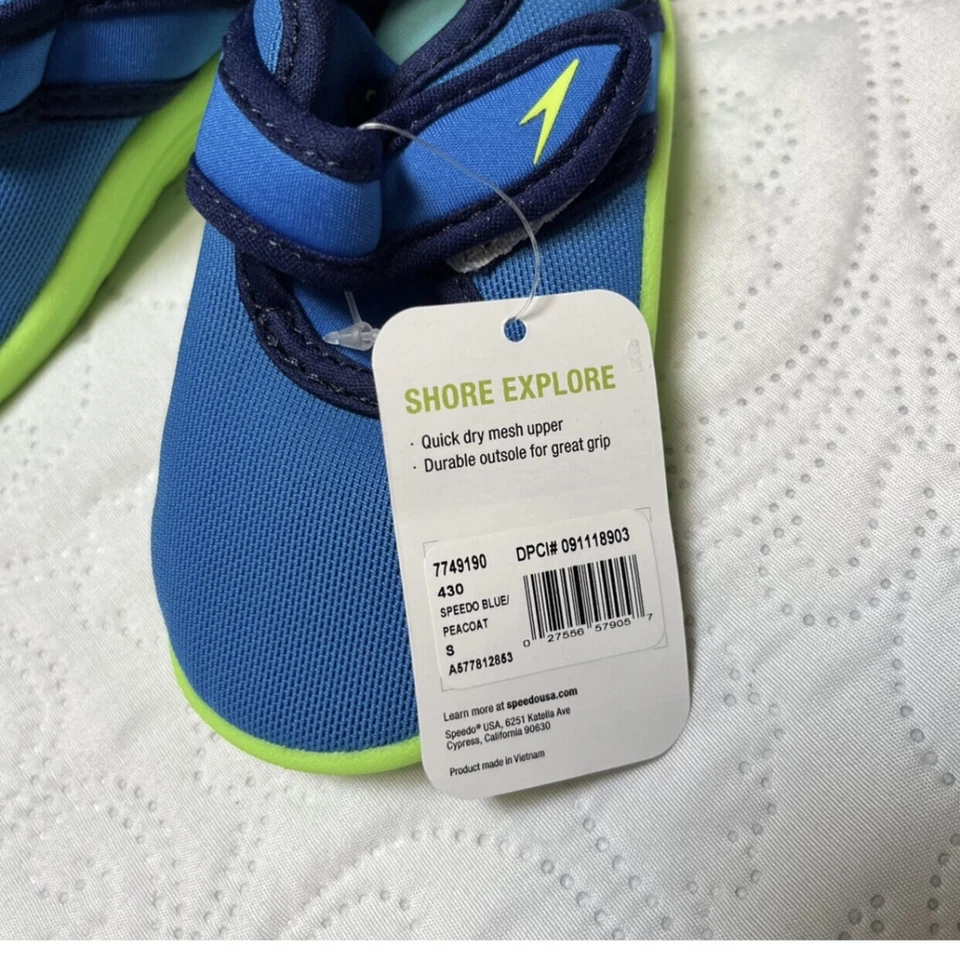 SHORE EXPLORE
· Quick dry mesh upper
· Durable outsole for great grip
7749190 DPCI# 091118903
430
SPEEDO BLUE/
PEACOAT
S
A577812853
0 27556 57905 7
Learn more at speedousa.com
Speedo® USA, 6251 Katella Ave
Cypress, California 90630
Product made in Vietnam